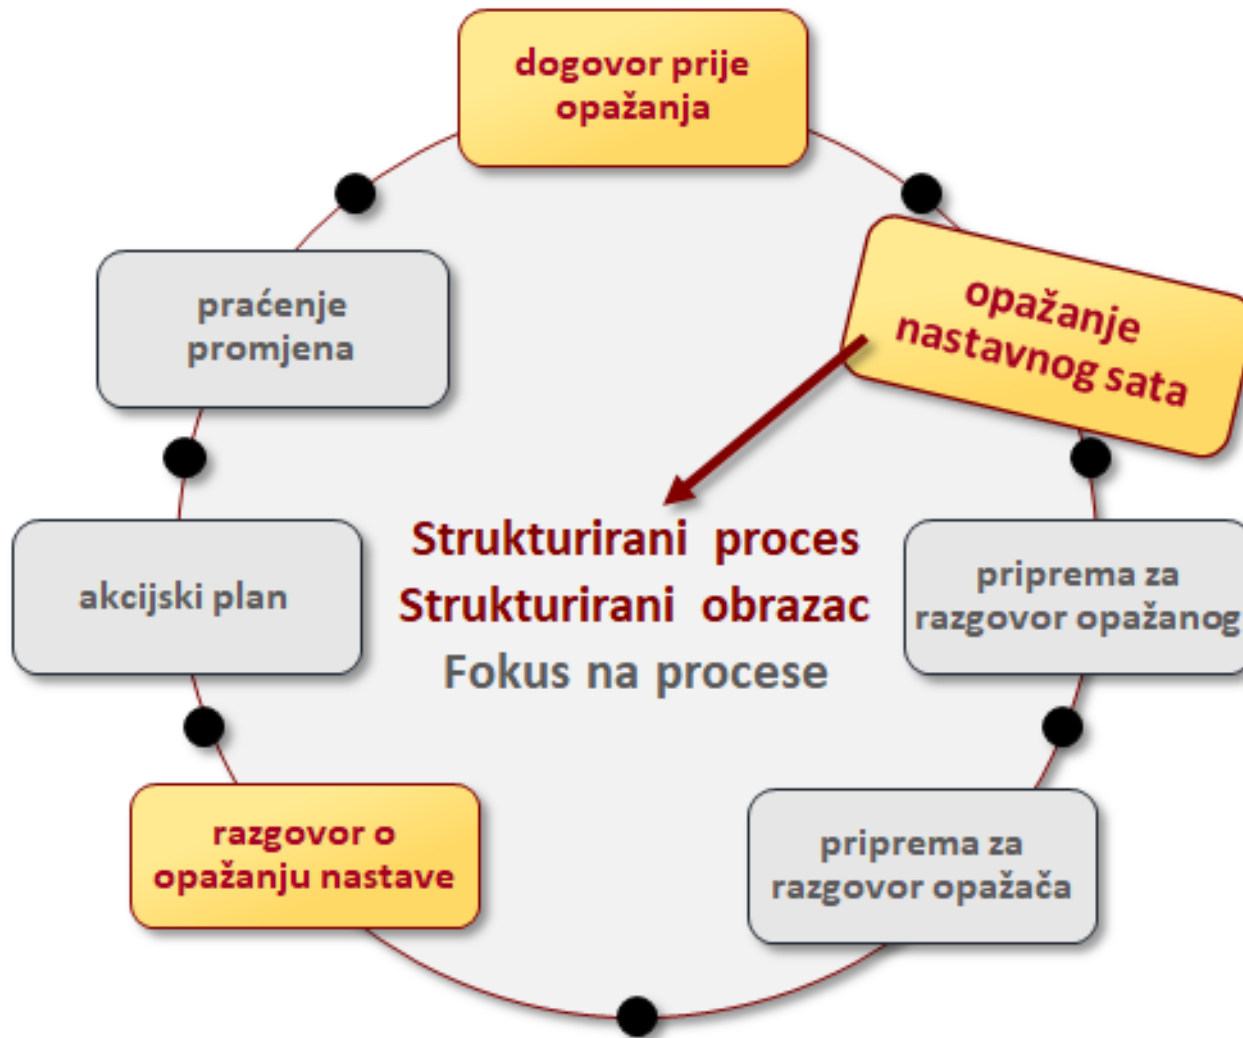 dogovor prije
opažanja
opažanje
nastavnog sata
praćenje
promjena
Strukturirani proces
Strukturirani obrazac
Fokus na procese
akcijski plan
priprema za
razgovor opažanog
razgovor o
opažanju nastave
priprema za
razgovor opažača